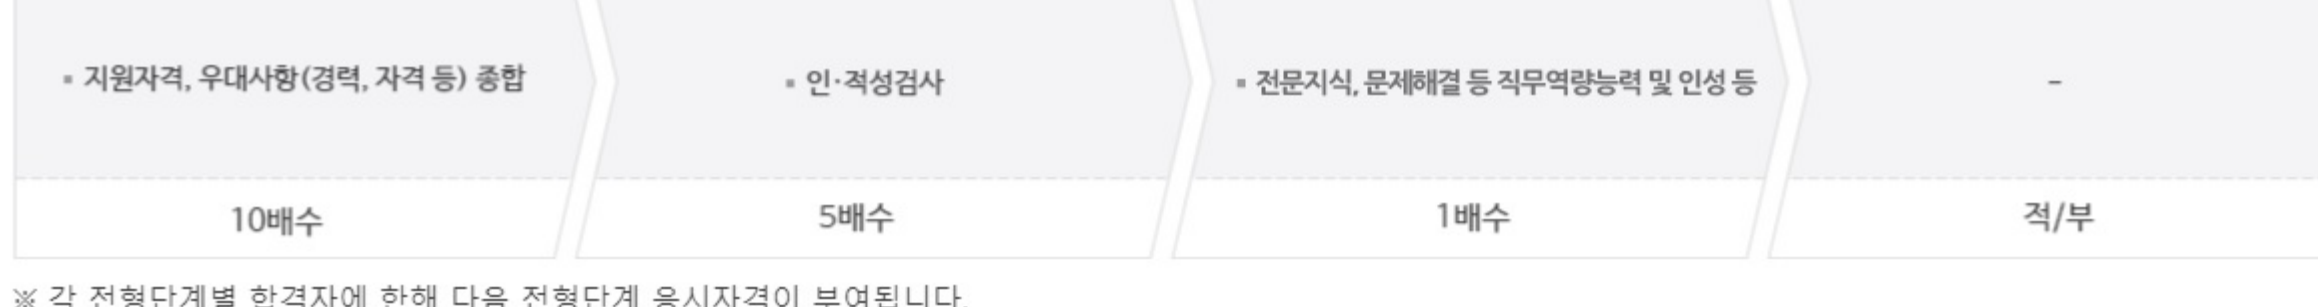 ▪ 지원자격, 우대사항(경력, 자격 등) 종합
▪ 인·적성검사
▪ 전문지식, 문제해결 등 직무역량능력 및 인성 등
-
10배수
5배수
1배수
적/부
※ 각 전형단계별 합격자에 한해 다음 전형단계 응시자격이 부여됩니다.